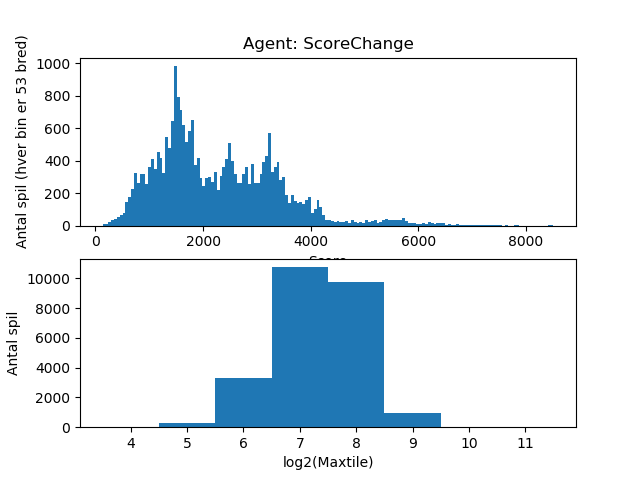 Agent: ScoreChange
Antal spil (hver bin er 53 bred)
1000
800
600
400
200
0
0 2000 4000 6000 8000
Antal spil
10000
8000
6000
4000
2000
0
4 5 6 7 8 9 10 11
log2(Maxtile)